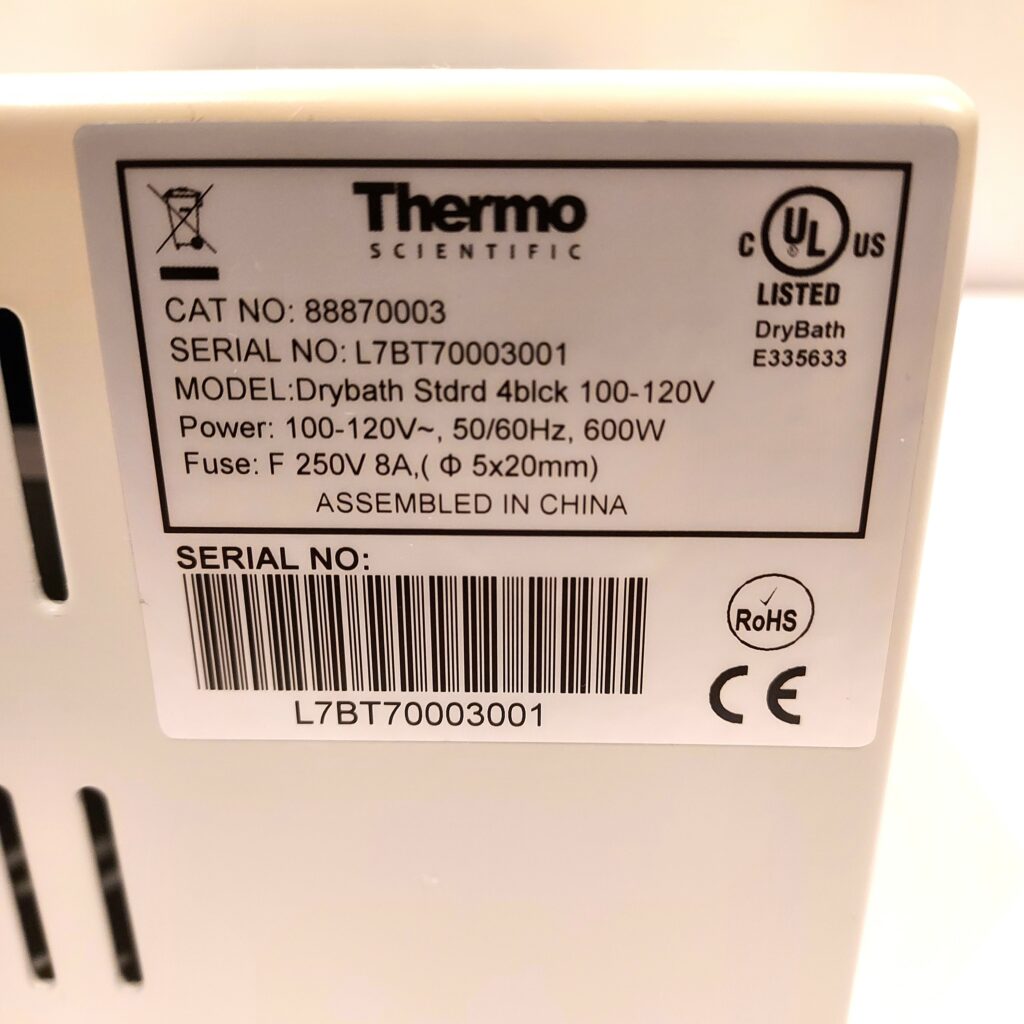 Thermo
SCIENTIFIC
C UL US
LISTED
DryBath
E335633
CAT NO: 88870003
SERIAL NO: L7BT70003001
MODEL:Drybath Stdrd 4blck 100-120V
Power: 100-120V~, 50/60Hz, 600W
Fuse: F 250V 8A,( Φ 5x20mm)
ASSEMBLED IN CHINA
SERIAL NO:
L7BT70003001
RoHS
CE